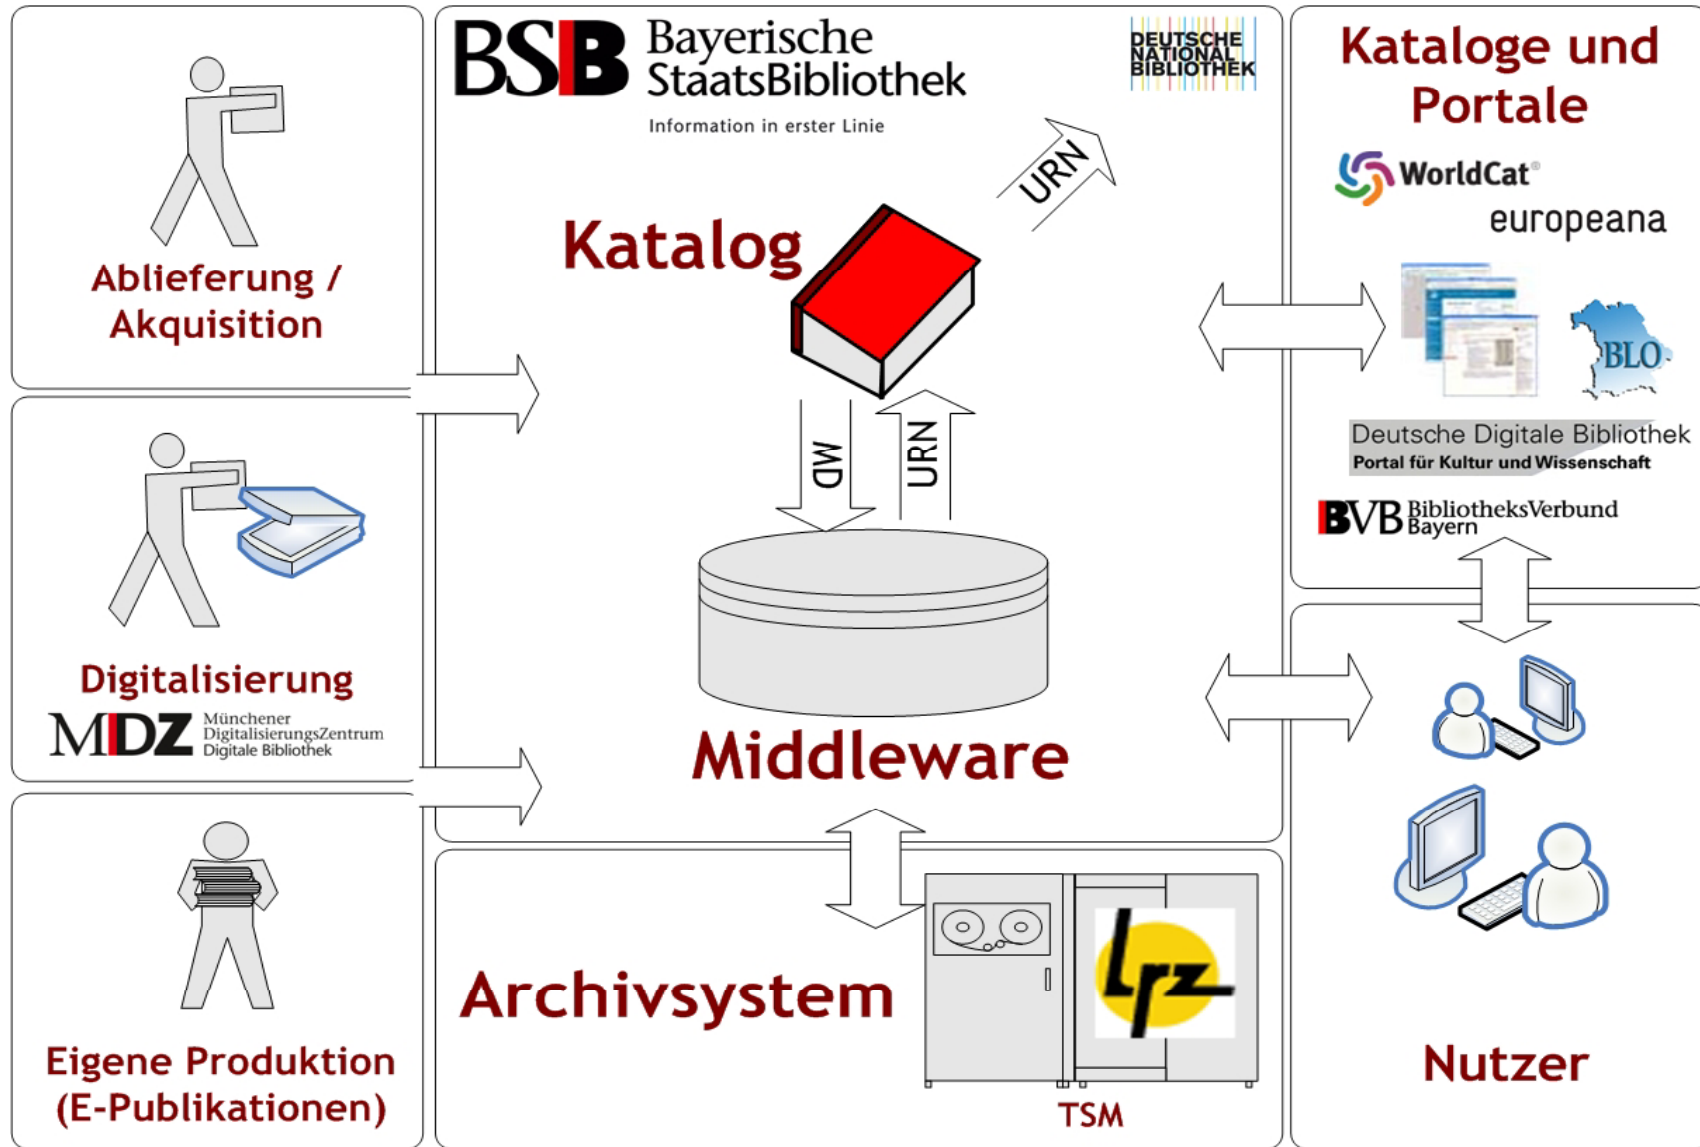 Ablieferung /
Akquisition
Digitalisierung
MDZ
Münchener
DigitalisierungsZentrum
Digitale Bibliothek
Eigene Produktion
(E-Publikationen)
BSB
Bayerische
StaatsBibliothek
Information in erster Linie
DEUTSCHE
NATIONAL
BIBLIOTHEK
URN
Katalog
MD
URN
Middleware
Archivsystem
lrz
TSM
Kataloge und
Portale
WorldCat®
europeana
BLO
Deutsche Digitale Bibliothek
Portal für Kultur und Wissenschaft
BVB
BibliotheksVerbund
Bayern
Nutzer